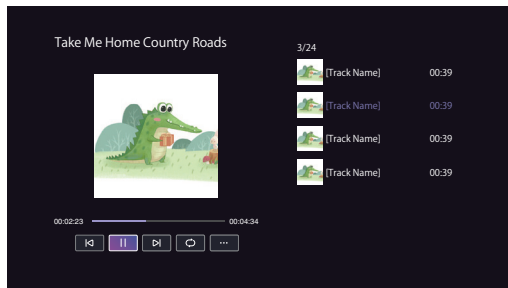 Take Me Home Country Roads
00:02:23
00:04:34
3/24
[Track Name] 00:39
[Track Name] 00:39
[Track Name] 00:39
[Track Name] 00:39